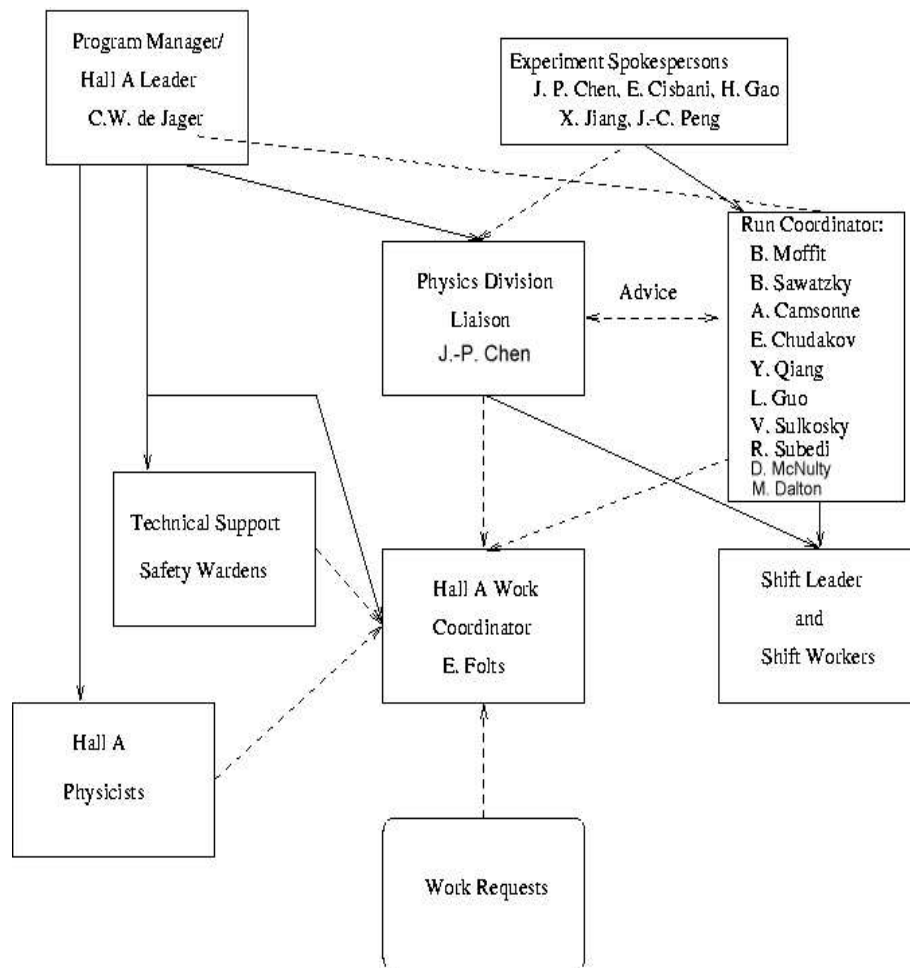 Program Manager/
Hall A Leader
C.W. de Jager
Experiment Spokespersons
J. P. Chen, E. Cisbani, H. Gao
X. Jiang, J.-C. Peng
Physics Division
Liaison
J.-P. Chen
Advice
Run Coordinator:
B. Moffit
B. Sawatzky
A. Camsonne
E. Chudakov
Y. Qiang
L. Guo
V. Sulkosky
R. Subedi
D. McNulty
M. Dalton
Technical Support
Safety Wardens
Hall A Work
Coordinator
E. Folts
Shift Leader
and
Shift Workers
Hall A
Physicists
Work Requests